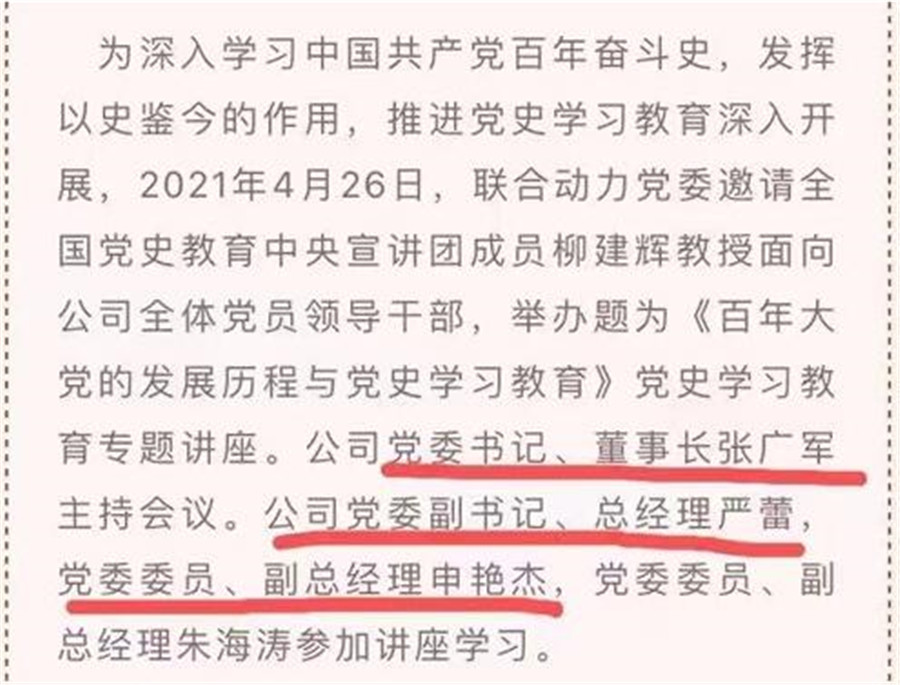 为深入学习中国共产党百年奋斗史，发挥
以史鉴今的作用，推进党史学习教育深入开
展，2021年4月26日，联合动力党委邀请全
国党史教育中央宣讲团成员柳建辉教授面向
公司全体党员领导干部，举办题为《百年大
党的发展历程与党史学习教育》党史学习教
育专题讲座。公司党委书记、董事长张广军
主持会议。公司党委副书记、总经理严蕾，
党委委员、副总经理申艳杰，党委委员、副
总经理朱海涛参加讲座学习。